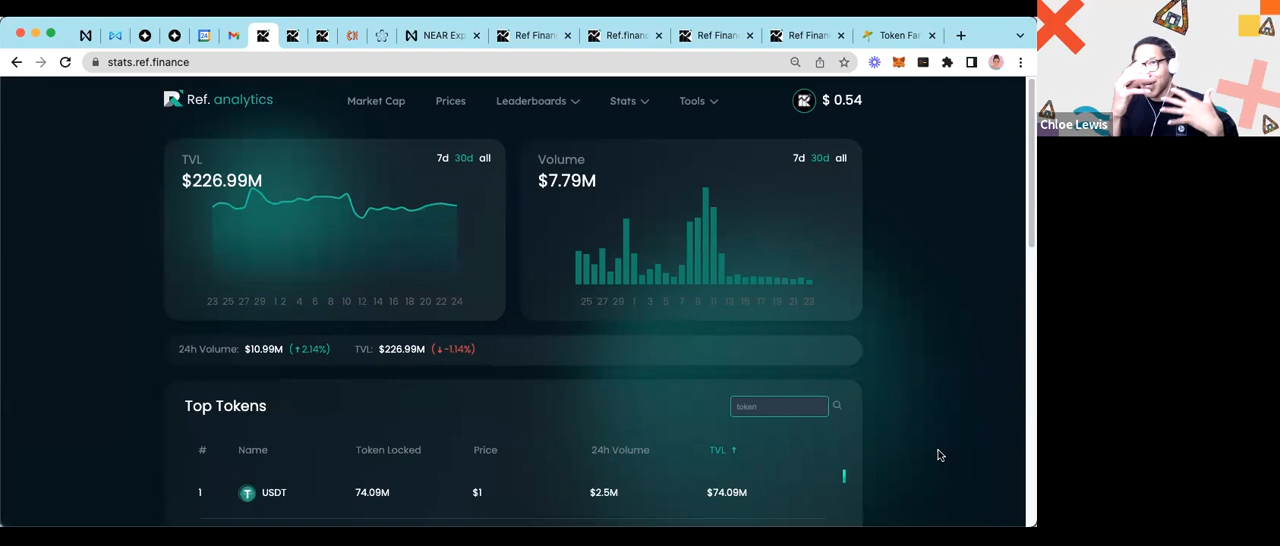 NEAR Exp
Ref Financ
Ref.financ
Ref Financ
Ref Financ
Token Far
stats.ref.finance
Ref. analytics
Market Cap
Prices
Leaderboards
Stats
Tools
$ 0.54
TVL
7d 30d all
$226.99M
23 25 27 29 1 2 4 6 8 10 12 14 16 18 20 22 24
Volume
7d 30d all
$7.79M
25 27 29 1 3 5 7 9 11 13 15 17 19 21 23
24h Volume: $10.99M (↑2.14%) TVL: $226.99M (↓-1.14%)
Top Tokens
token
# Name Token Locked Price 24h Volume TVL ↑
1 USDT 74.09M $1 $2.5M $74.09M
Chloe Lewis